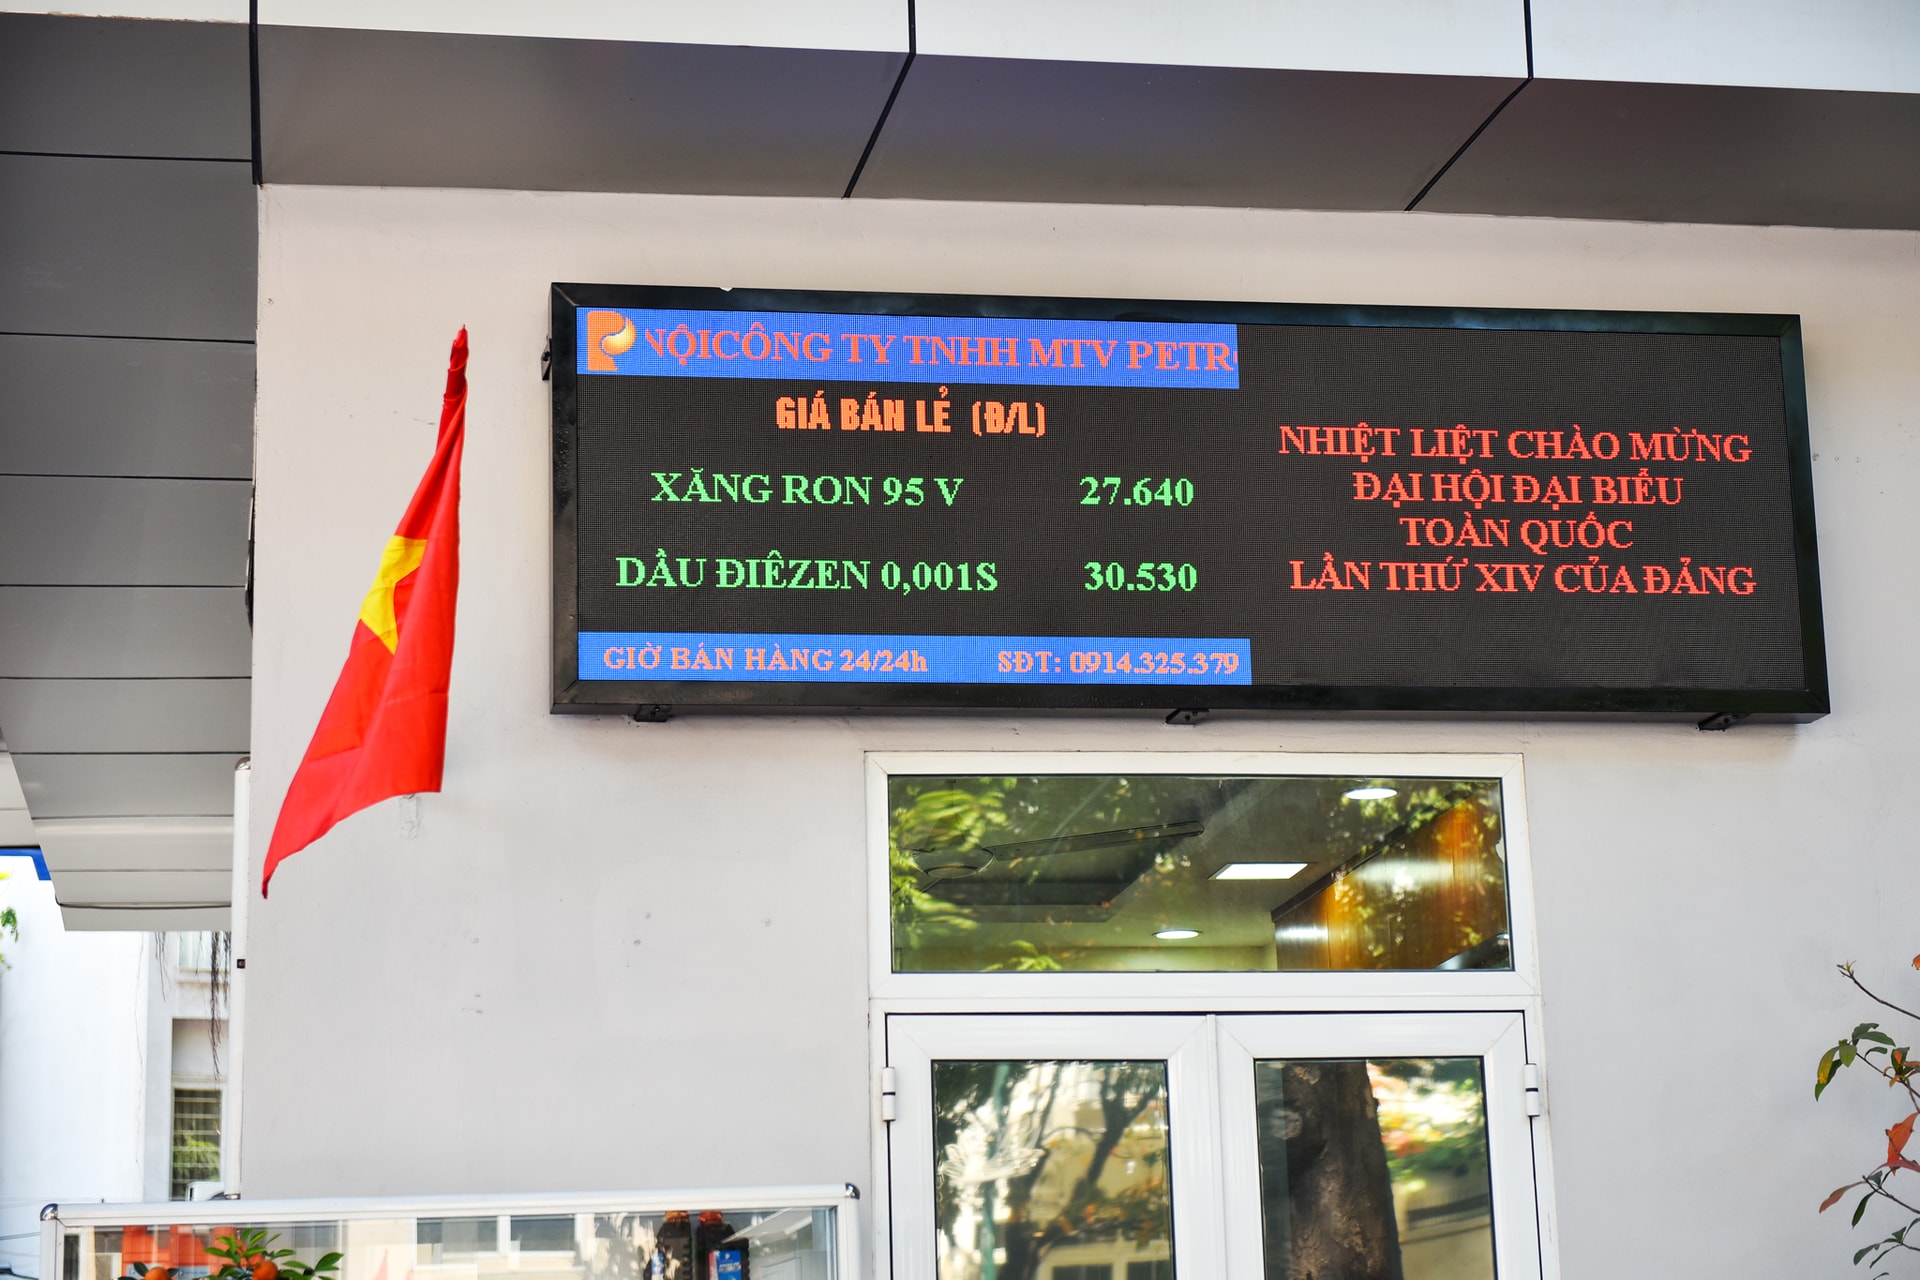 NỘICÔNG TY TNHH MTV PETR
GIÁ BÁN LẺ (Đ/L)
XĂNG RON 95 V 27.640
DẦU ĐIÊZEN 0,001S 30.530
GIỜ BÁN HÀNG 24/24h SĐT: 0914.325.379
NHIỆT LIỆT CHÀO MỪNG
ĐẠI HỘI ĐẠI BIỂU
TOÀN QUỐC
LẦN THỨ XIV CỦA ĐẢNG